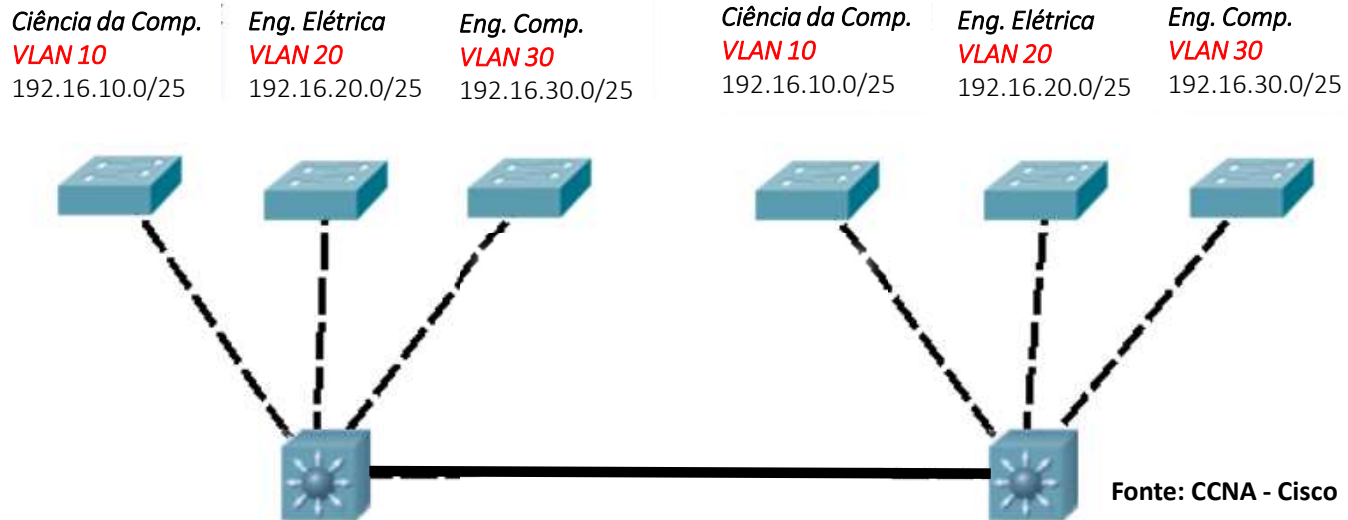 Ciência da Comp.
VLAN 10
192.16.10.0/25
Eng. Elétrica
VLAN 20
192.16.20.0/25
Eng. Comp.
VLAN 30
192.16.30.0/25
Ciência da Comp.
VLAN 10
192.16.10.0/25
Eng. Elétrica
VLAN 20
192.16.20.0/25
Eng. Comp.
VLAN 30
192.16.30.0/25
Fonte: CCNA - Cisco